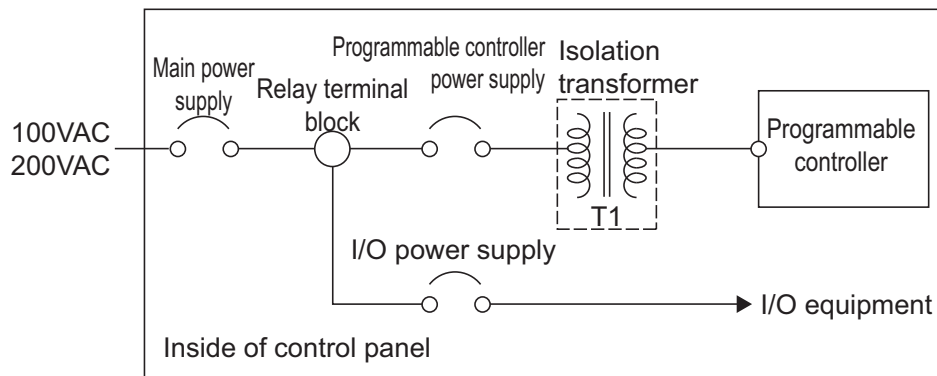 100VAC
200VAC
Main power
supply
Relay terminal
block
Programmable controller
power supply
Isolation
transformer
T1
Programmable
controller
I/O power supply
I/O equipment
Inside of control panel